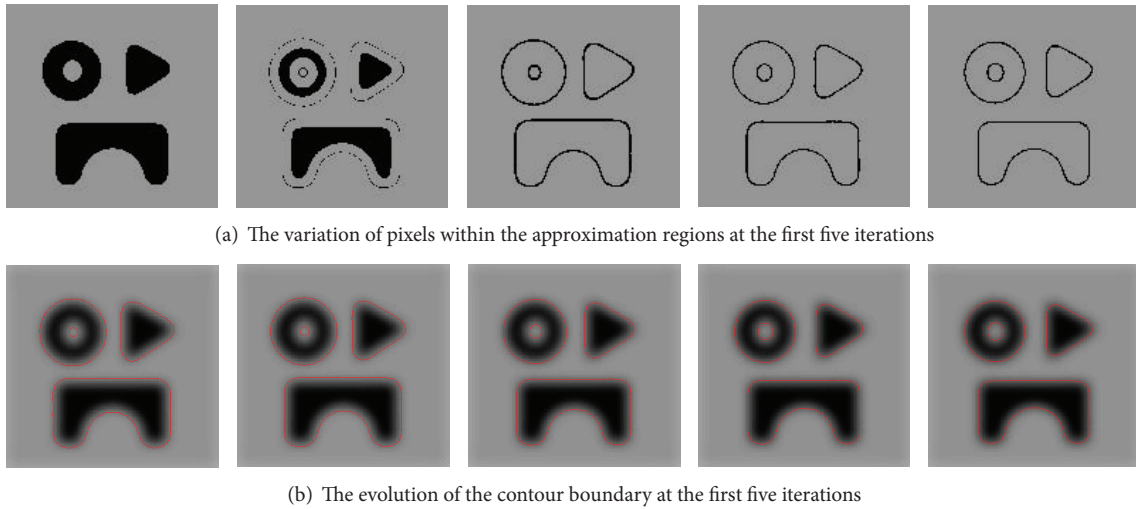 (a) The variation of pixels within the approximation regions at the first five iterations
(b) The evolution of the contour boundary at the first five iterations